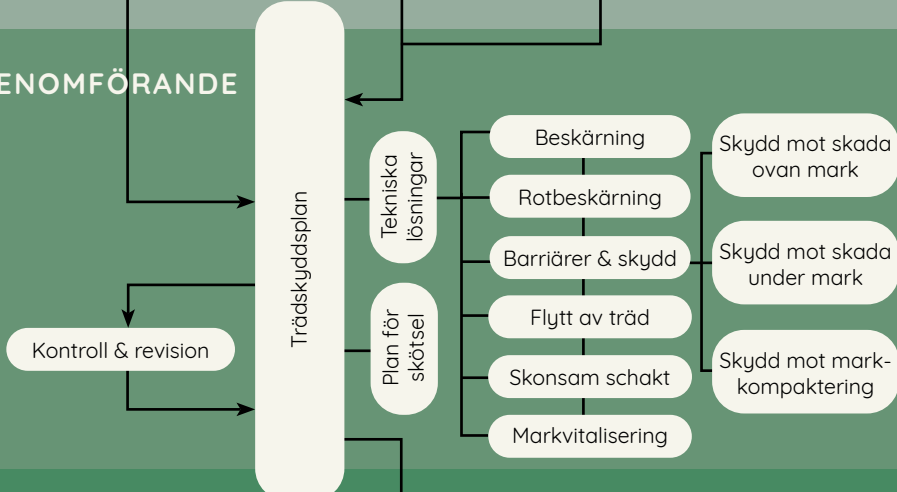 ENOMFÖRANDE
Trädskyddsplan
Kontroll & revision
Tekniska
lösningar
Plan för
skötsel
Beskärning
Rotbeskärning
Barriärer & skydd
Flytt av träd
Skonsam schakt
Markvitalisering
Skydd mot skada
ovan mark
Skydd mot skada
under mark
Skydd mot mark-
kompaktering